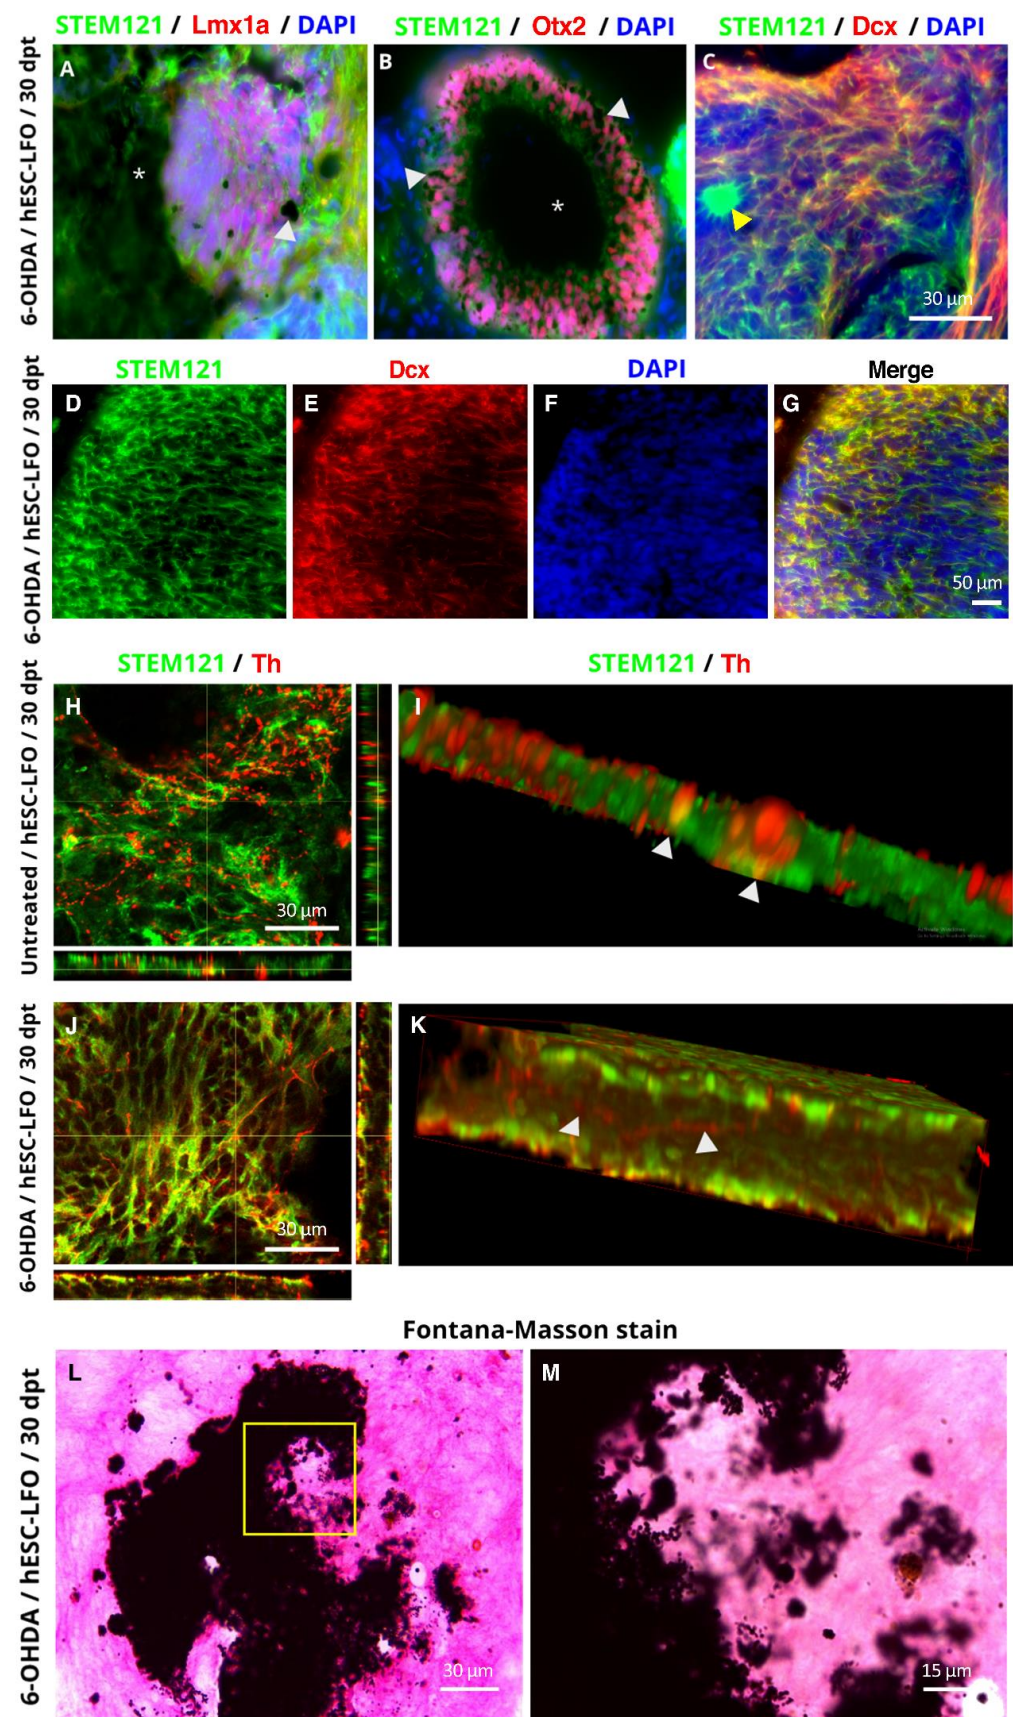 STEM121 / Lmx1a / DAPI
STEM121 / Otx2 / DAPI
STEM121 / Dcx / DAPI
6-OHDA / hESC-LFO / 30 dpt
A
*
B
*
C
30 μm
STEM121
Dcx
DAPI
Merge
6-OHDA / hESC-LFO / 30 dpt
D
E
F
G
50 μm
STEM121 / Th
STEM121 / Th
Untreated / hESC-LFO / 30 dpt
H
30 μm
I
6-OHDA / hESC-LFO / 30 dpt
J
30 μm
K
Fontana-Masson stain
6-OHDA / hESC-LFO / 30 dpt
L
30 μm
M
15 μm